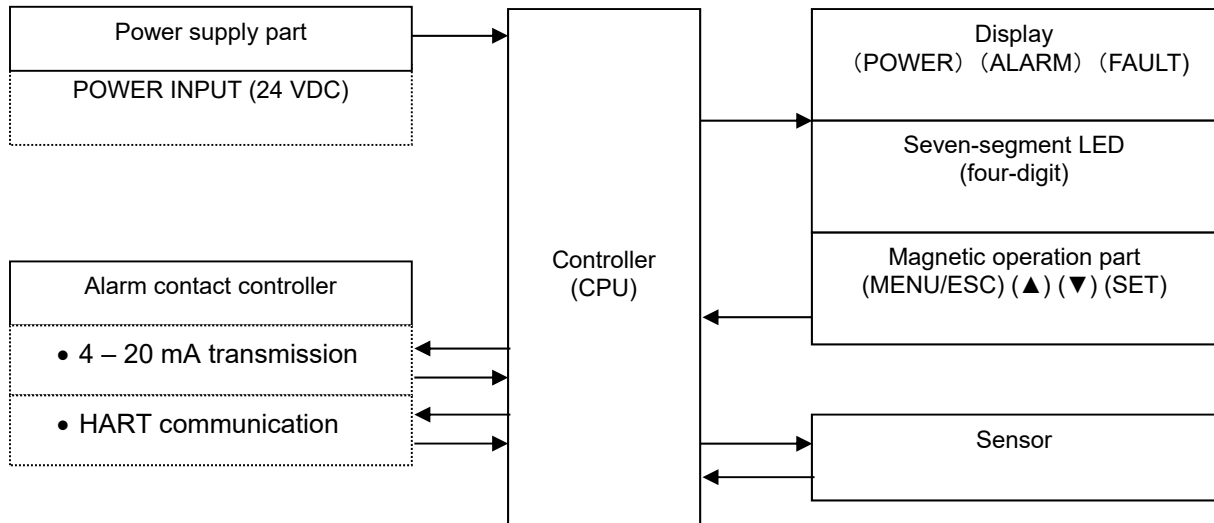 Power supply part
POWER INPUT (24 VDC)
Alarm contact controller
• 4 – 20 mA transmission
• HART communication
Controller
(CPU)
Display
（POWER）（ALARM）（FAULT）
Seven-segment LED
(four-digit)
Magnetic operation part
(MENU/ESC) (▲) (▼) (SET)
Sensor